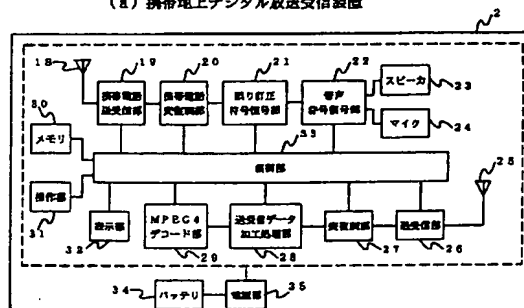 (a) 携帯地上デジタル放送受信装置
2
18
19
20
21
22
携帯電話
送受信部
携帯電話
変復調部
誤り訂正
符号復号部
音声
符号復号部
スピーカ
23
マイク
24
30
メモリ
33
制御部
25
操作部
31
表示部
32
MPEG4
デコード部
29
送受信データ
加工処理部
28
変復調部
27
送受信部
26
34
バッテリ
電源部
35